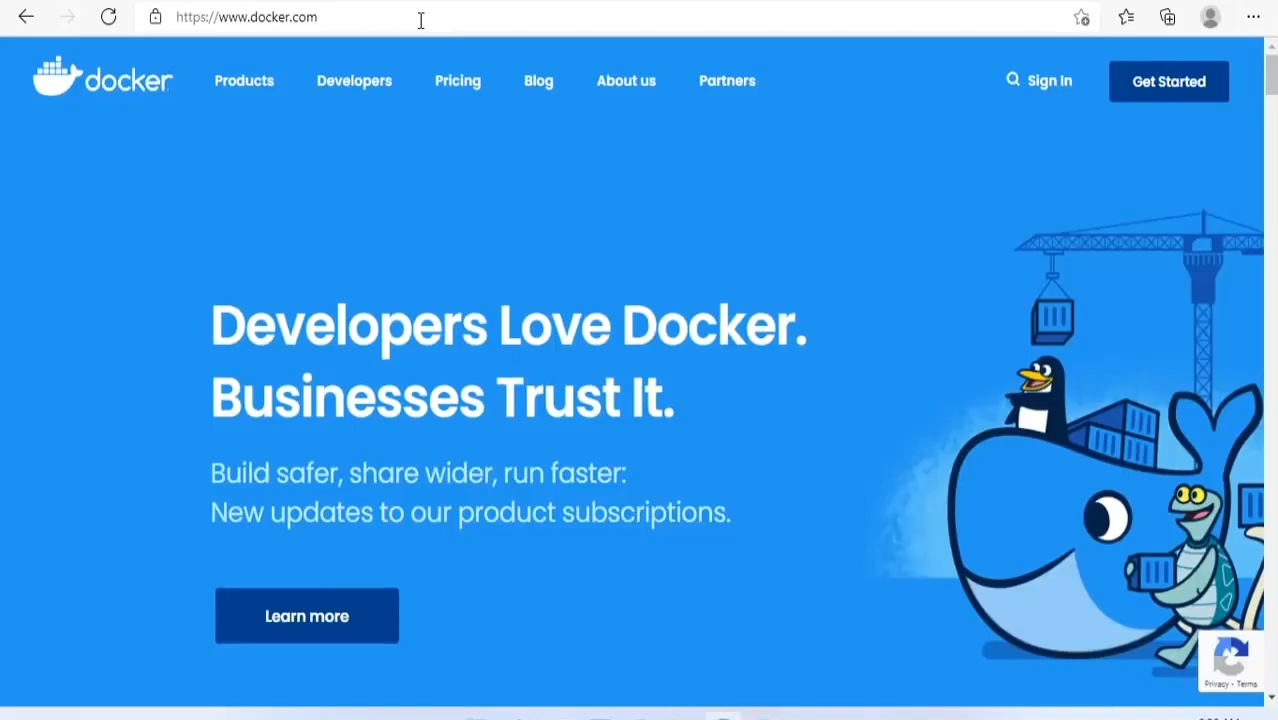 https://www.docker.com
docker
Products
Developers
Pricing
Blog
About us
Partners
Sign In
Get Started
Developers Love Docker.
Businesses Trust It.
Build safer, share wider, run faster:
New updates to our product subscriptions.
Learn more
Privacy - Terms